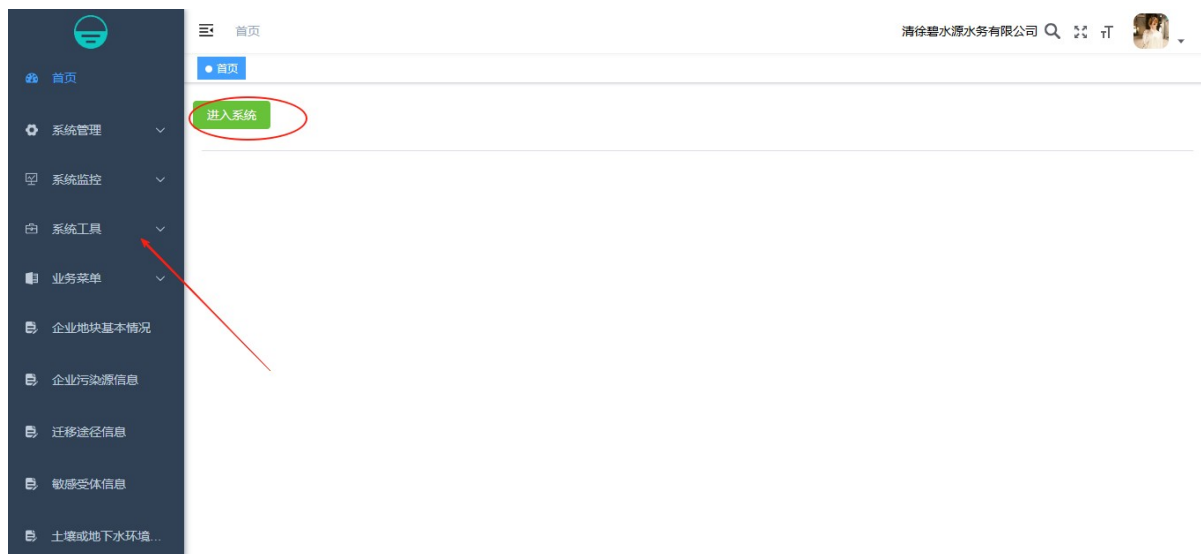 首页
清徐碧水源水务有限公司
首页
首页
进入系统
系统管理
系统监控
系统工具
业务菜单
企业地块基本情况
企业污染源信息
迁移途径信息
敏感受体信息
土壤或地下水环境...